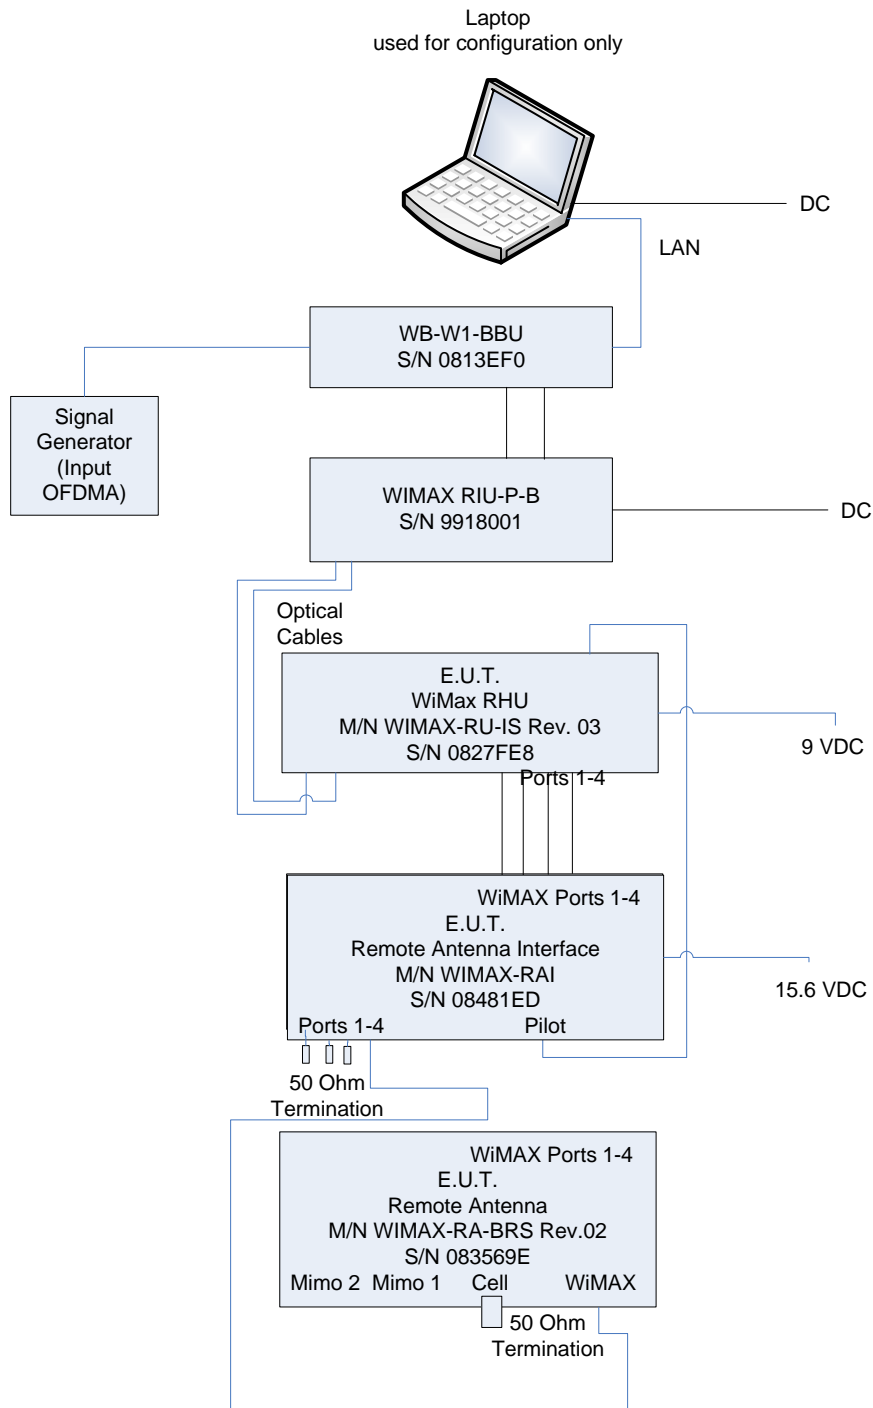 Laptop
used for configuration only
DC
LAN
WB-W1-BBU
S/N 0813EF0
Signal
Generator
(Input
OFDMA)
WIMAX RIU-P-B
S/N 9918001
DC
Optical
Cables
E.U.T.
WiMax RHU
M/N WIMAX-RU-IS Rev. 03
S/N 0827FE8
Ports 1-4
9 VDC
WiMAX Ports 1-4
E.U.T.
Remote Antenna Interface
M/N WIMAX-RAI
S/N 08481ED
Ports 1-4 Pilot
15.6 VDC
50 Ohm
Termination
WiMAX Ports 1-4
E.U.T.
Remote Antenna
M/N WIMAX-RA-BRS Rev.02
S/N 083569E
Mimo 2 Mimo 1 Cell WiMAX
50 Ohm
Termination